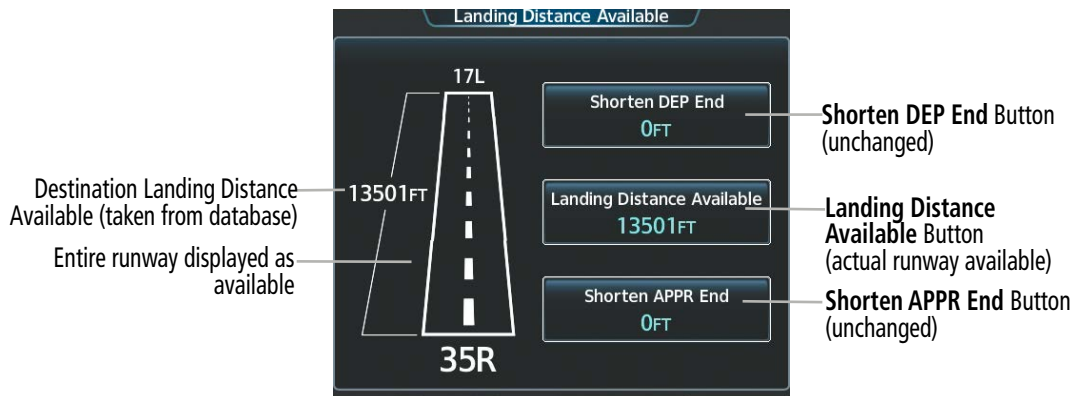 Landing Distance Available
17L
13501FT
35R
Shorten DEP End
0FT
Landing Distance Available
13501FT
Shorten APPR End
0FT
Destination Landing Distance
Available (taken from database)
Entire runway displayed as
available
Shorten DEP End Button
(unchanged)
Landing Distance
Available Button
(actual runway available)
Shorten APPR End Button
(unchanged)